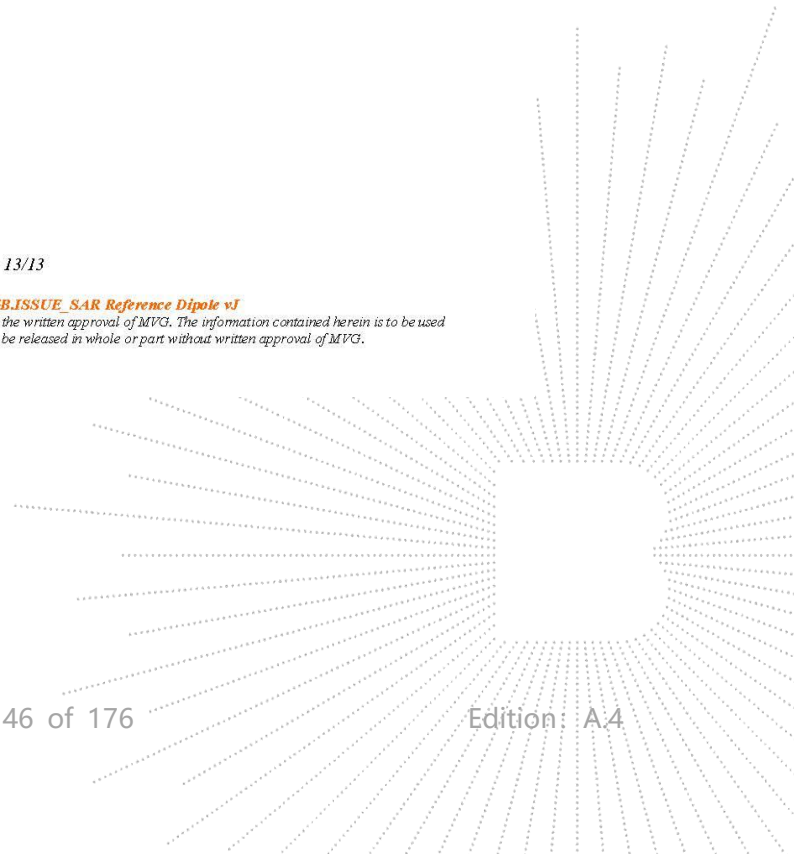 13/13
B.ISSUE_SAR Reference Dipole vJ
the written approval of MVG. The information contained herein is to be used
be released in whole or part without written approval of MVG.
46 of 176 Edition: A.4